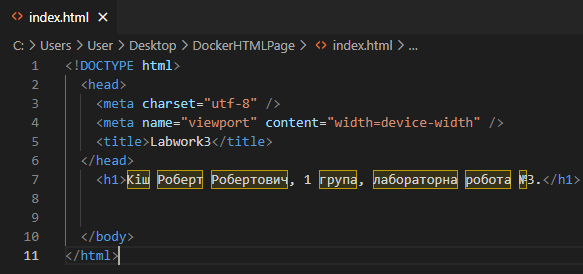 <> index.html ×
C: > Users > User > Desktop > DockerHTMLPage > <> index.html > ...
1 <!DOCTYPE html>
2 <head>
3 <meta charset="utf-8" />
4 <meta name="viewport" content="width=device-width" />
5 <title>Labwork3</title>
6 </head>
7 <h1>Кіш Роберт Робертович, 1 група, лабораторна робота №3.</h1>
8
9
10 </body>
11 </html>